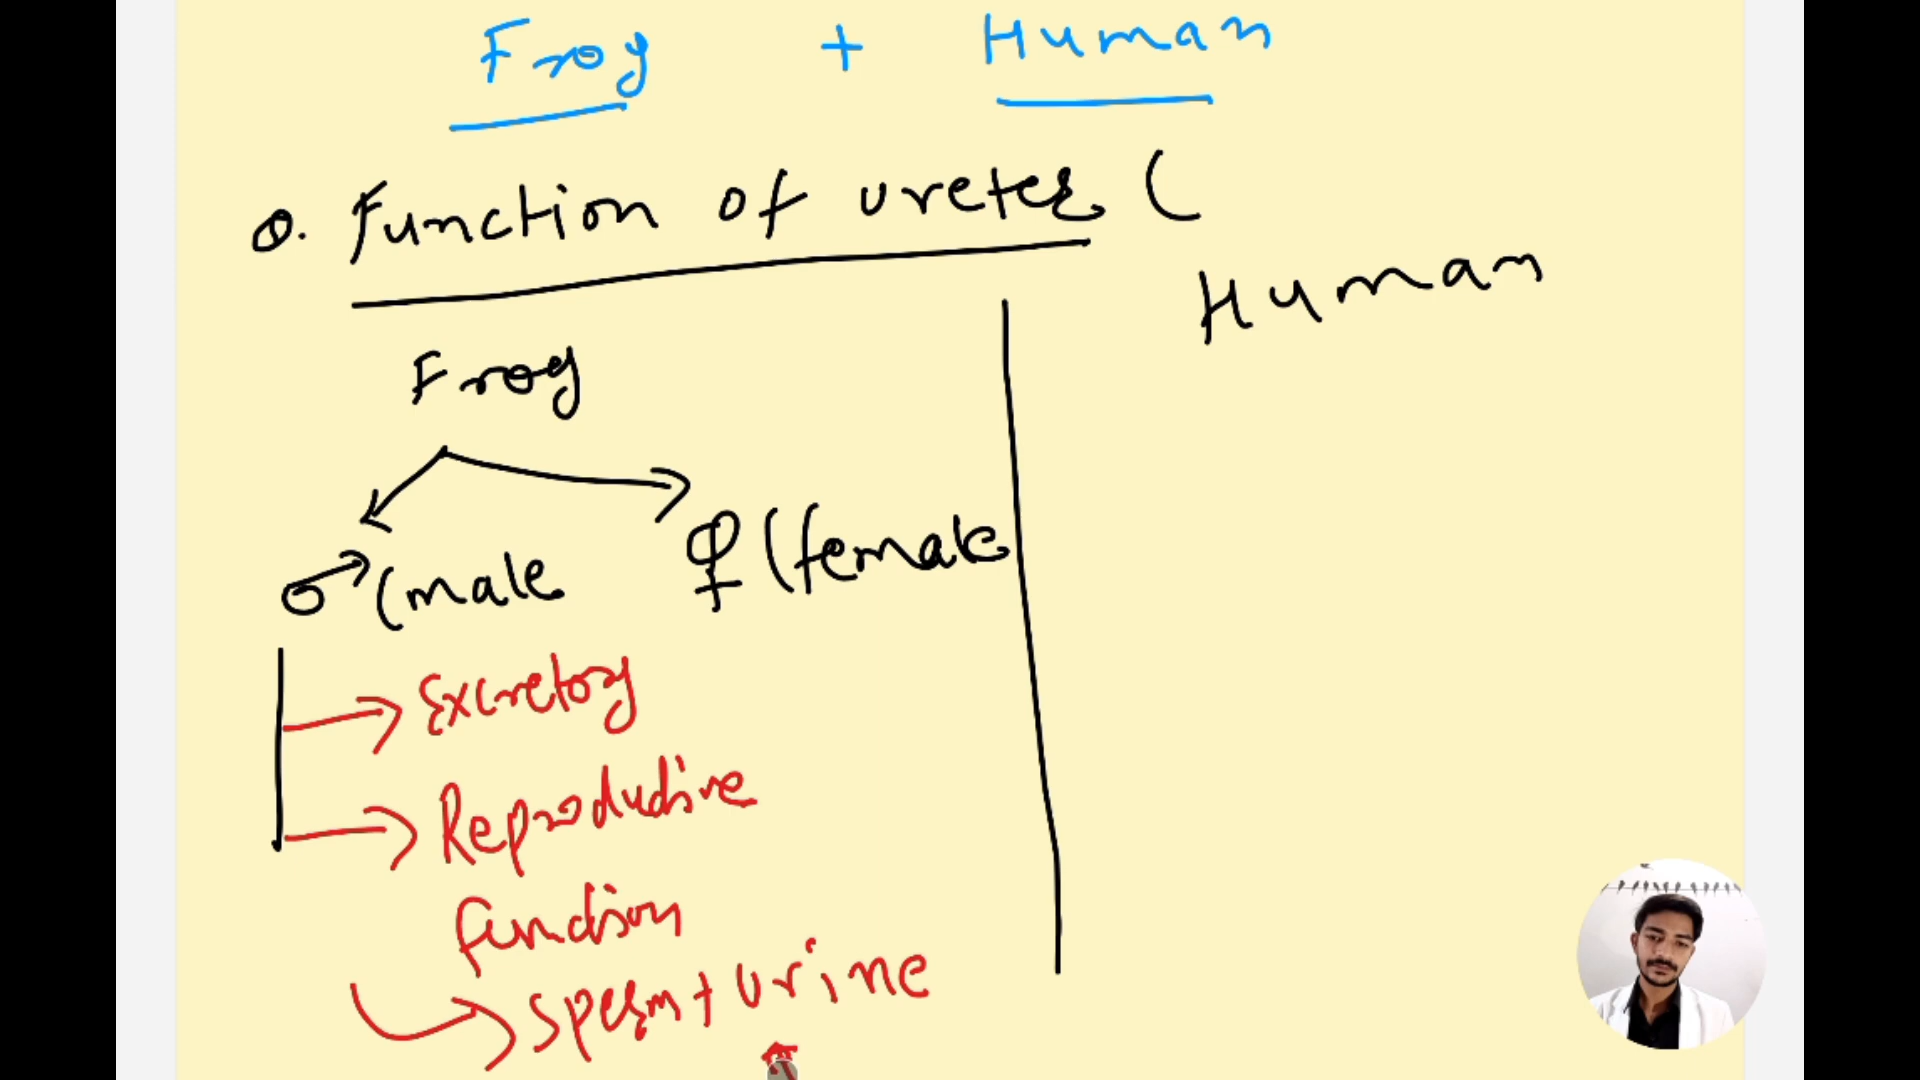 Frog + Human
Q. Function of ureter (
Human
Frog
♂ (male ♀ (female
→ Excretory
→ Reproductive
function
→ Sperm + Urine